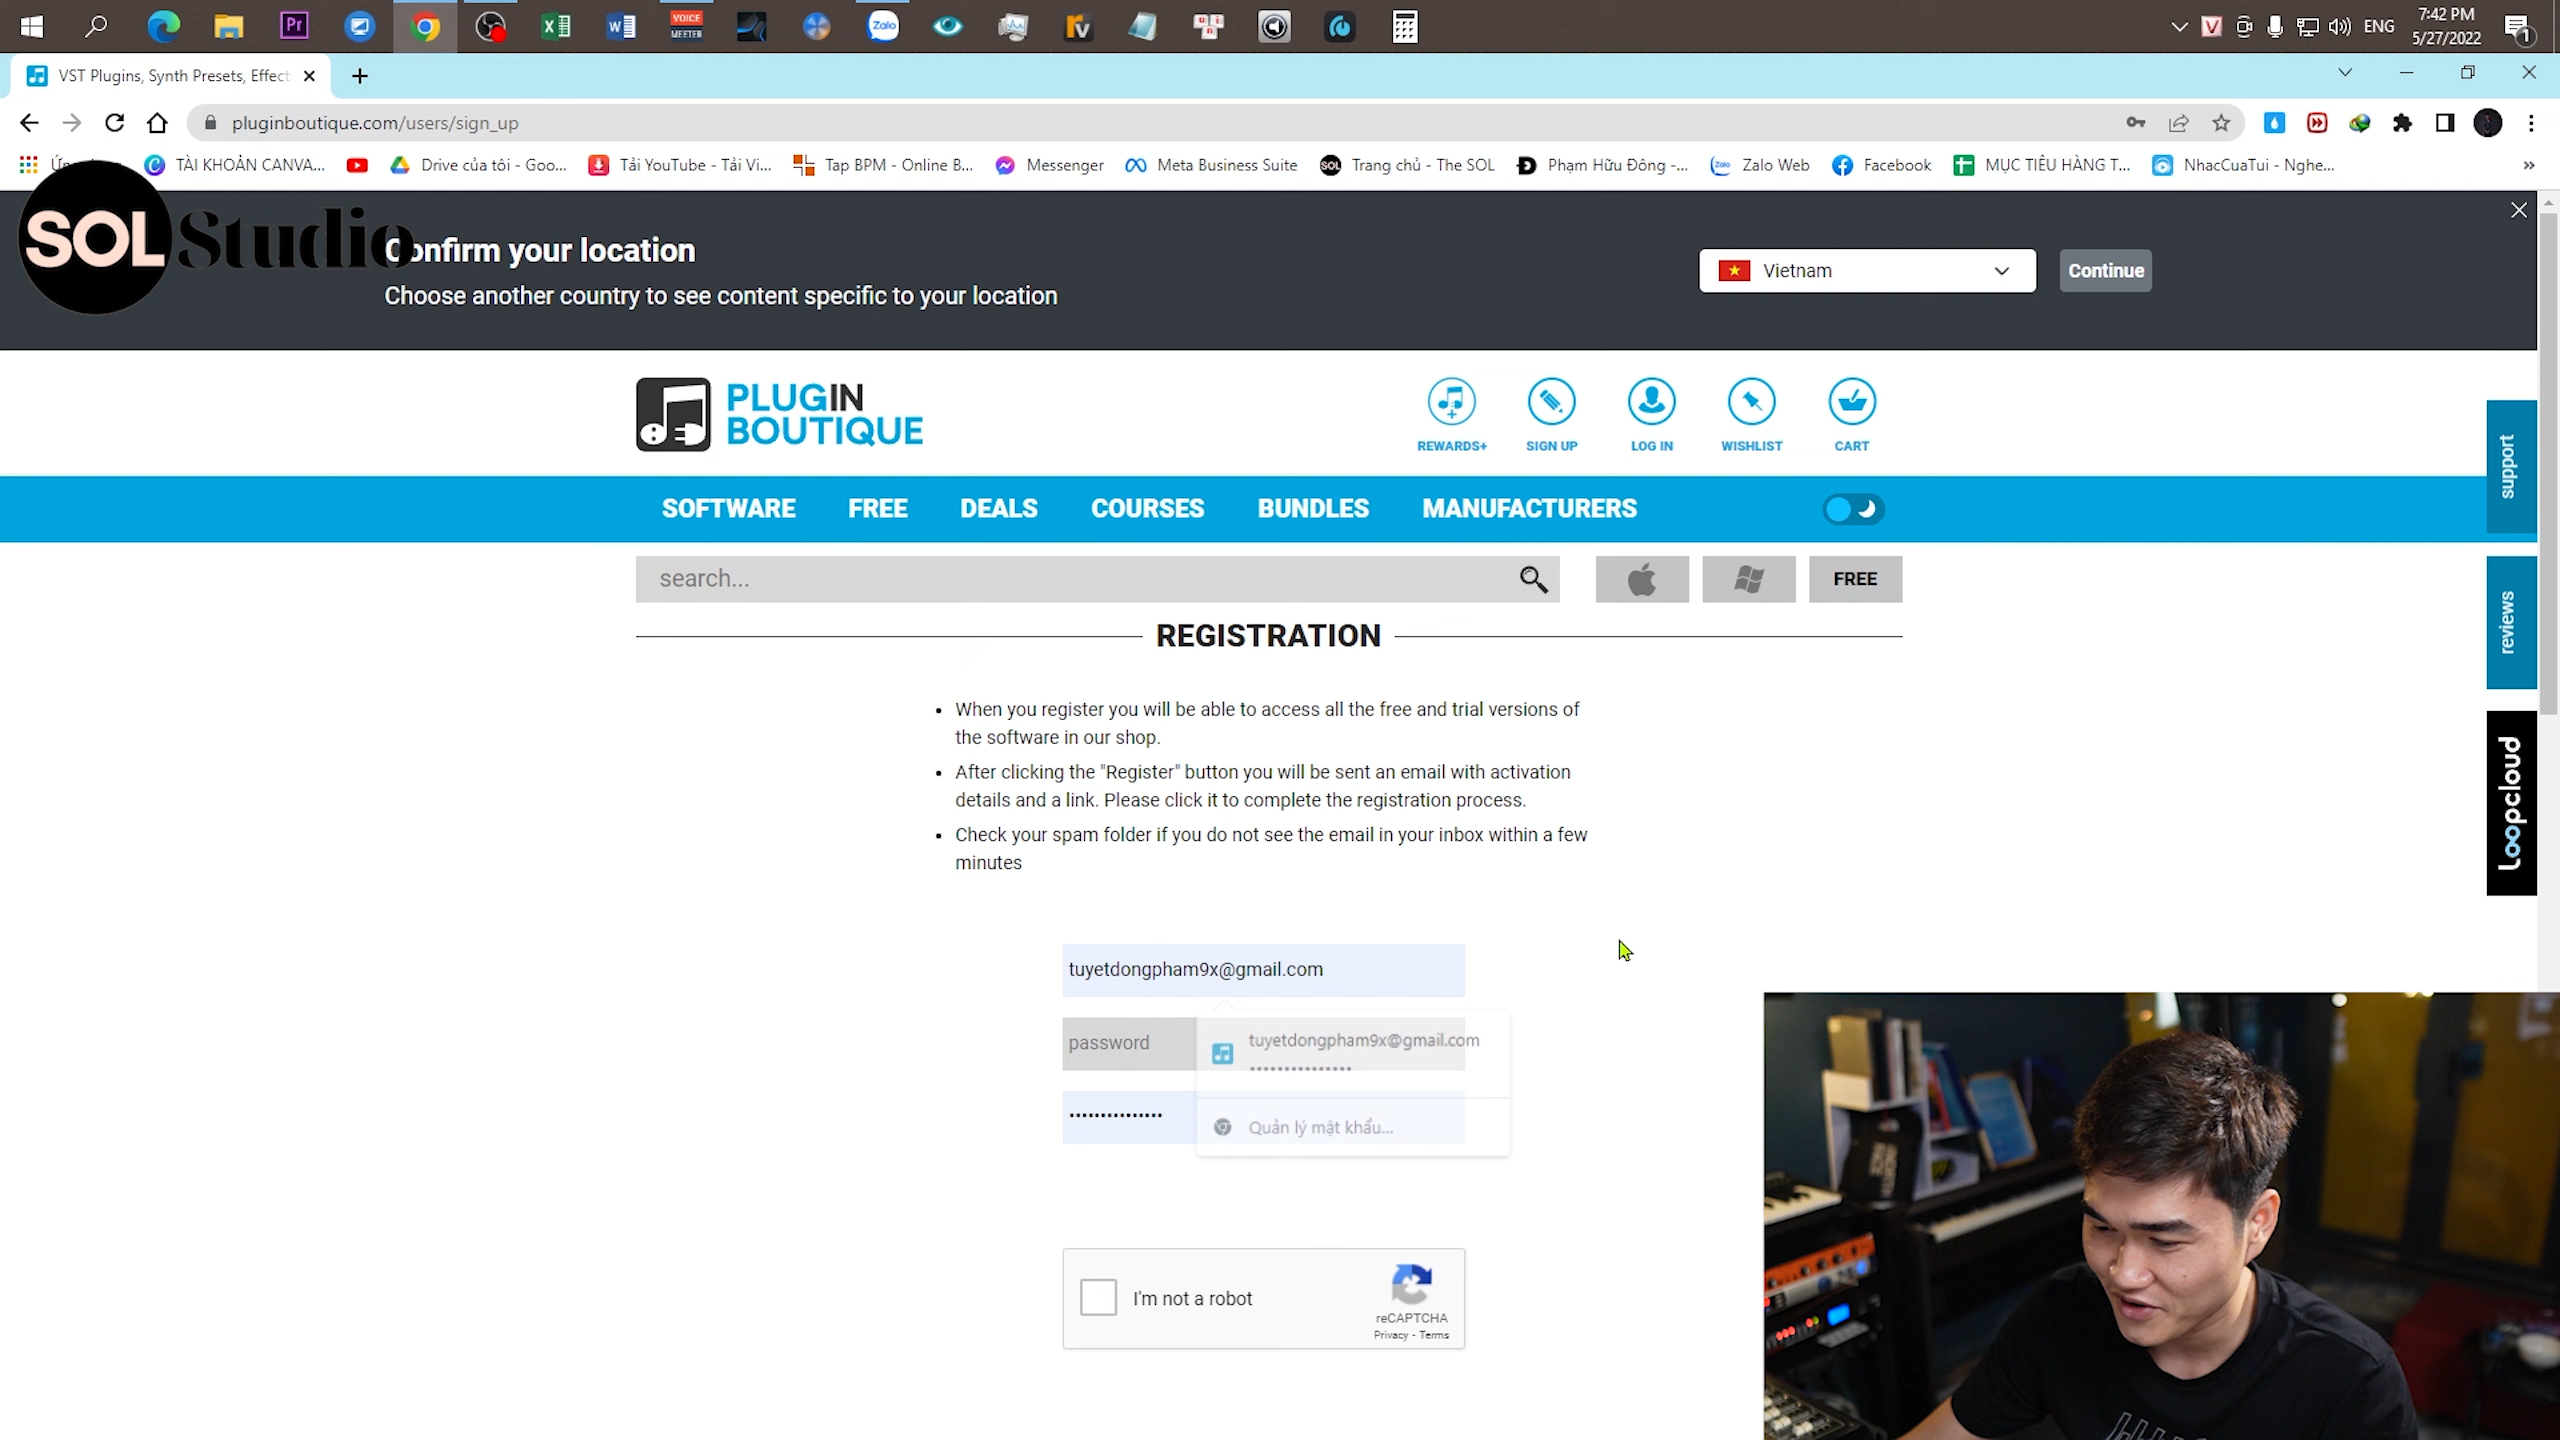 VOICE
MEETER
Zalo
ENG
7:42 PM
5/27/2022
1
VST Plugins, Synth Presets, Effect
pluginboutique.com/users/sign_up
TÀI KHOẢN CANVA...
Drive của tôi - Goo...
Tải YouTube - Tải Vi...
Tap BPM - Online B...
Messenger
Meta Business Suite
Trang chủ - The SOL
Phạm Hữu Đông -...
Zalo Web
Facebook
MỤC TIÊU HÀNG T...
NhacCuaTui - Nghe...
SOL Studio
Confirm your location
Choose another country to see content specific to your location
Vietnam
Continue
PLUGIN
BOUTIQUE
REWARDS+
SIGN UP
LOG IN
WISHLIST
CART
SOFTWARE
FREE
DEALS
COURSES
BUNDLES
MANUFACTURERS
support
search...
FREE
reviews
REGISTRATION
• When you register you will be able to access all the free and trial versions of
the software in our shop.
• After clicking the "Register" button you will be sent an email with activation
details and a link. Please click it to complete the registration process.
• Check your spam folder if you do not see the email in your inbox within a few
minutes
Loopcloud
tuyetdongpham9x@gmail.com
password
tuyetdongpham9x@gmail.com
Quản lý mật khẩu...
I'm not a robot
reCAPTCHA
Privacy - Terms